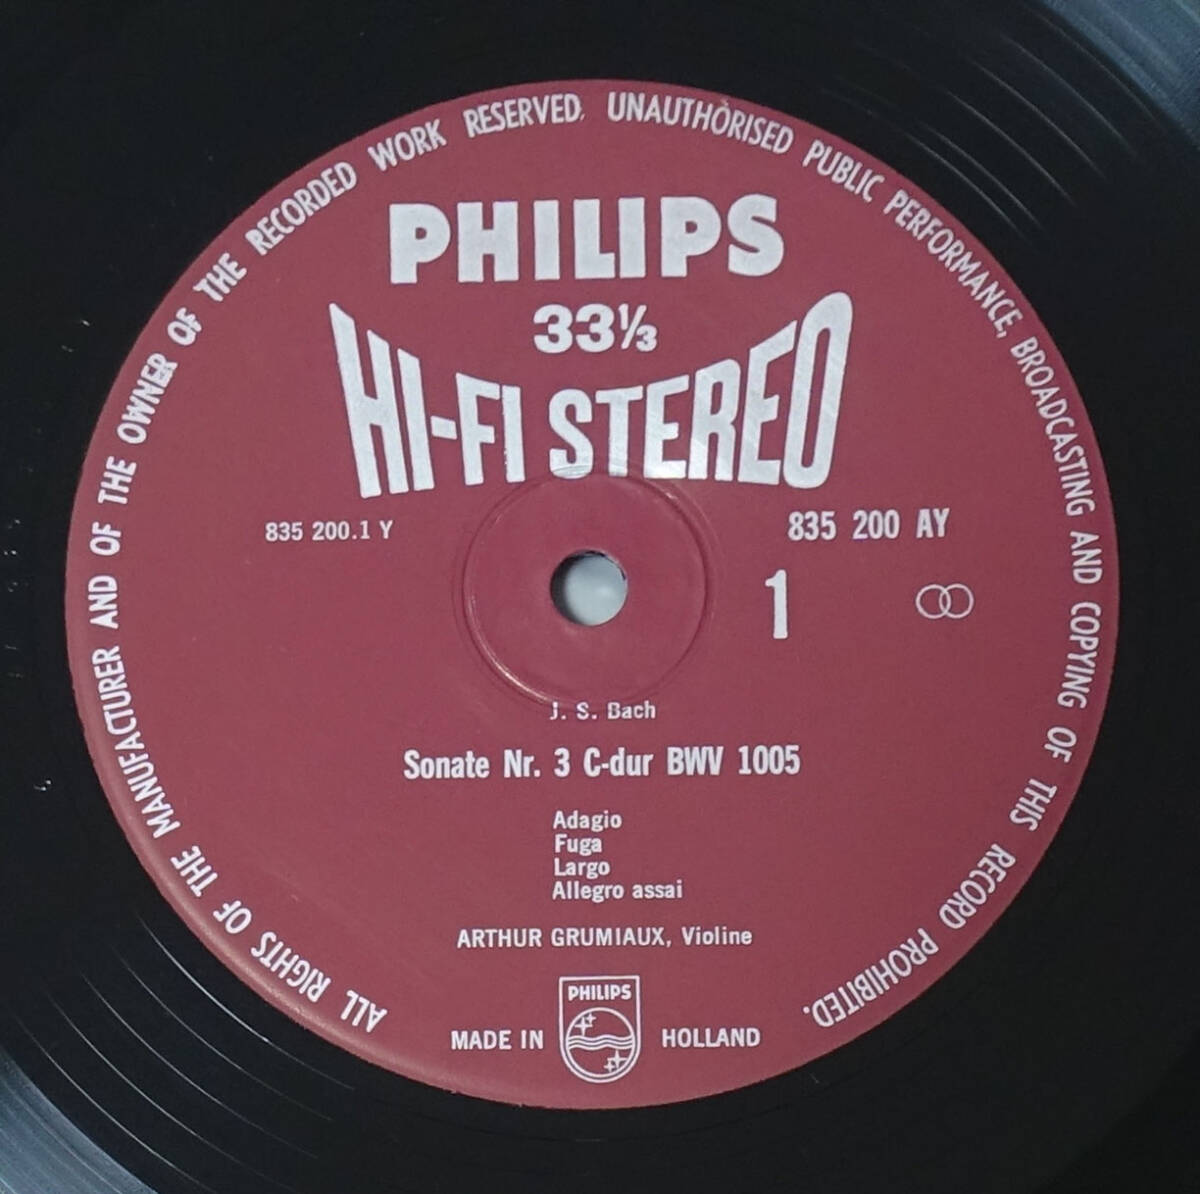 ALL RIGHTS OF THE MANUFACTURER AND OF THE OWNER OF THE RECORDED WORK RESERVED. UNAUTHORISED PUBLIC PERFORMANCE, BROADCASTING AND COPYING OF THIS RECORD PROHIBITED.
PHILIPS
33⅓
HI-FI STEREO
835 200.1 Y
835 200 AY
1
J. S. Bach
Sonate Nr. 3 C-dur BWV 1005
Adagio
Fuga
Largo
Allegro assai
ARTHUR GRUMIAUX, Violine
PHILIPS
MADE IN HOLLAND